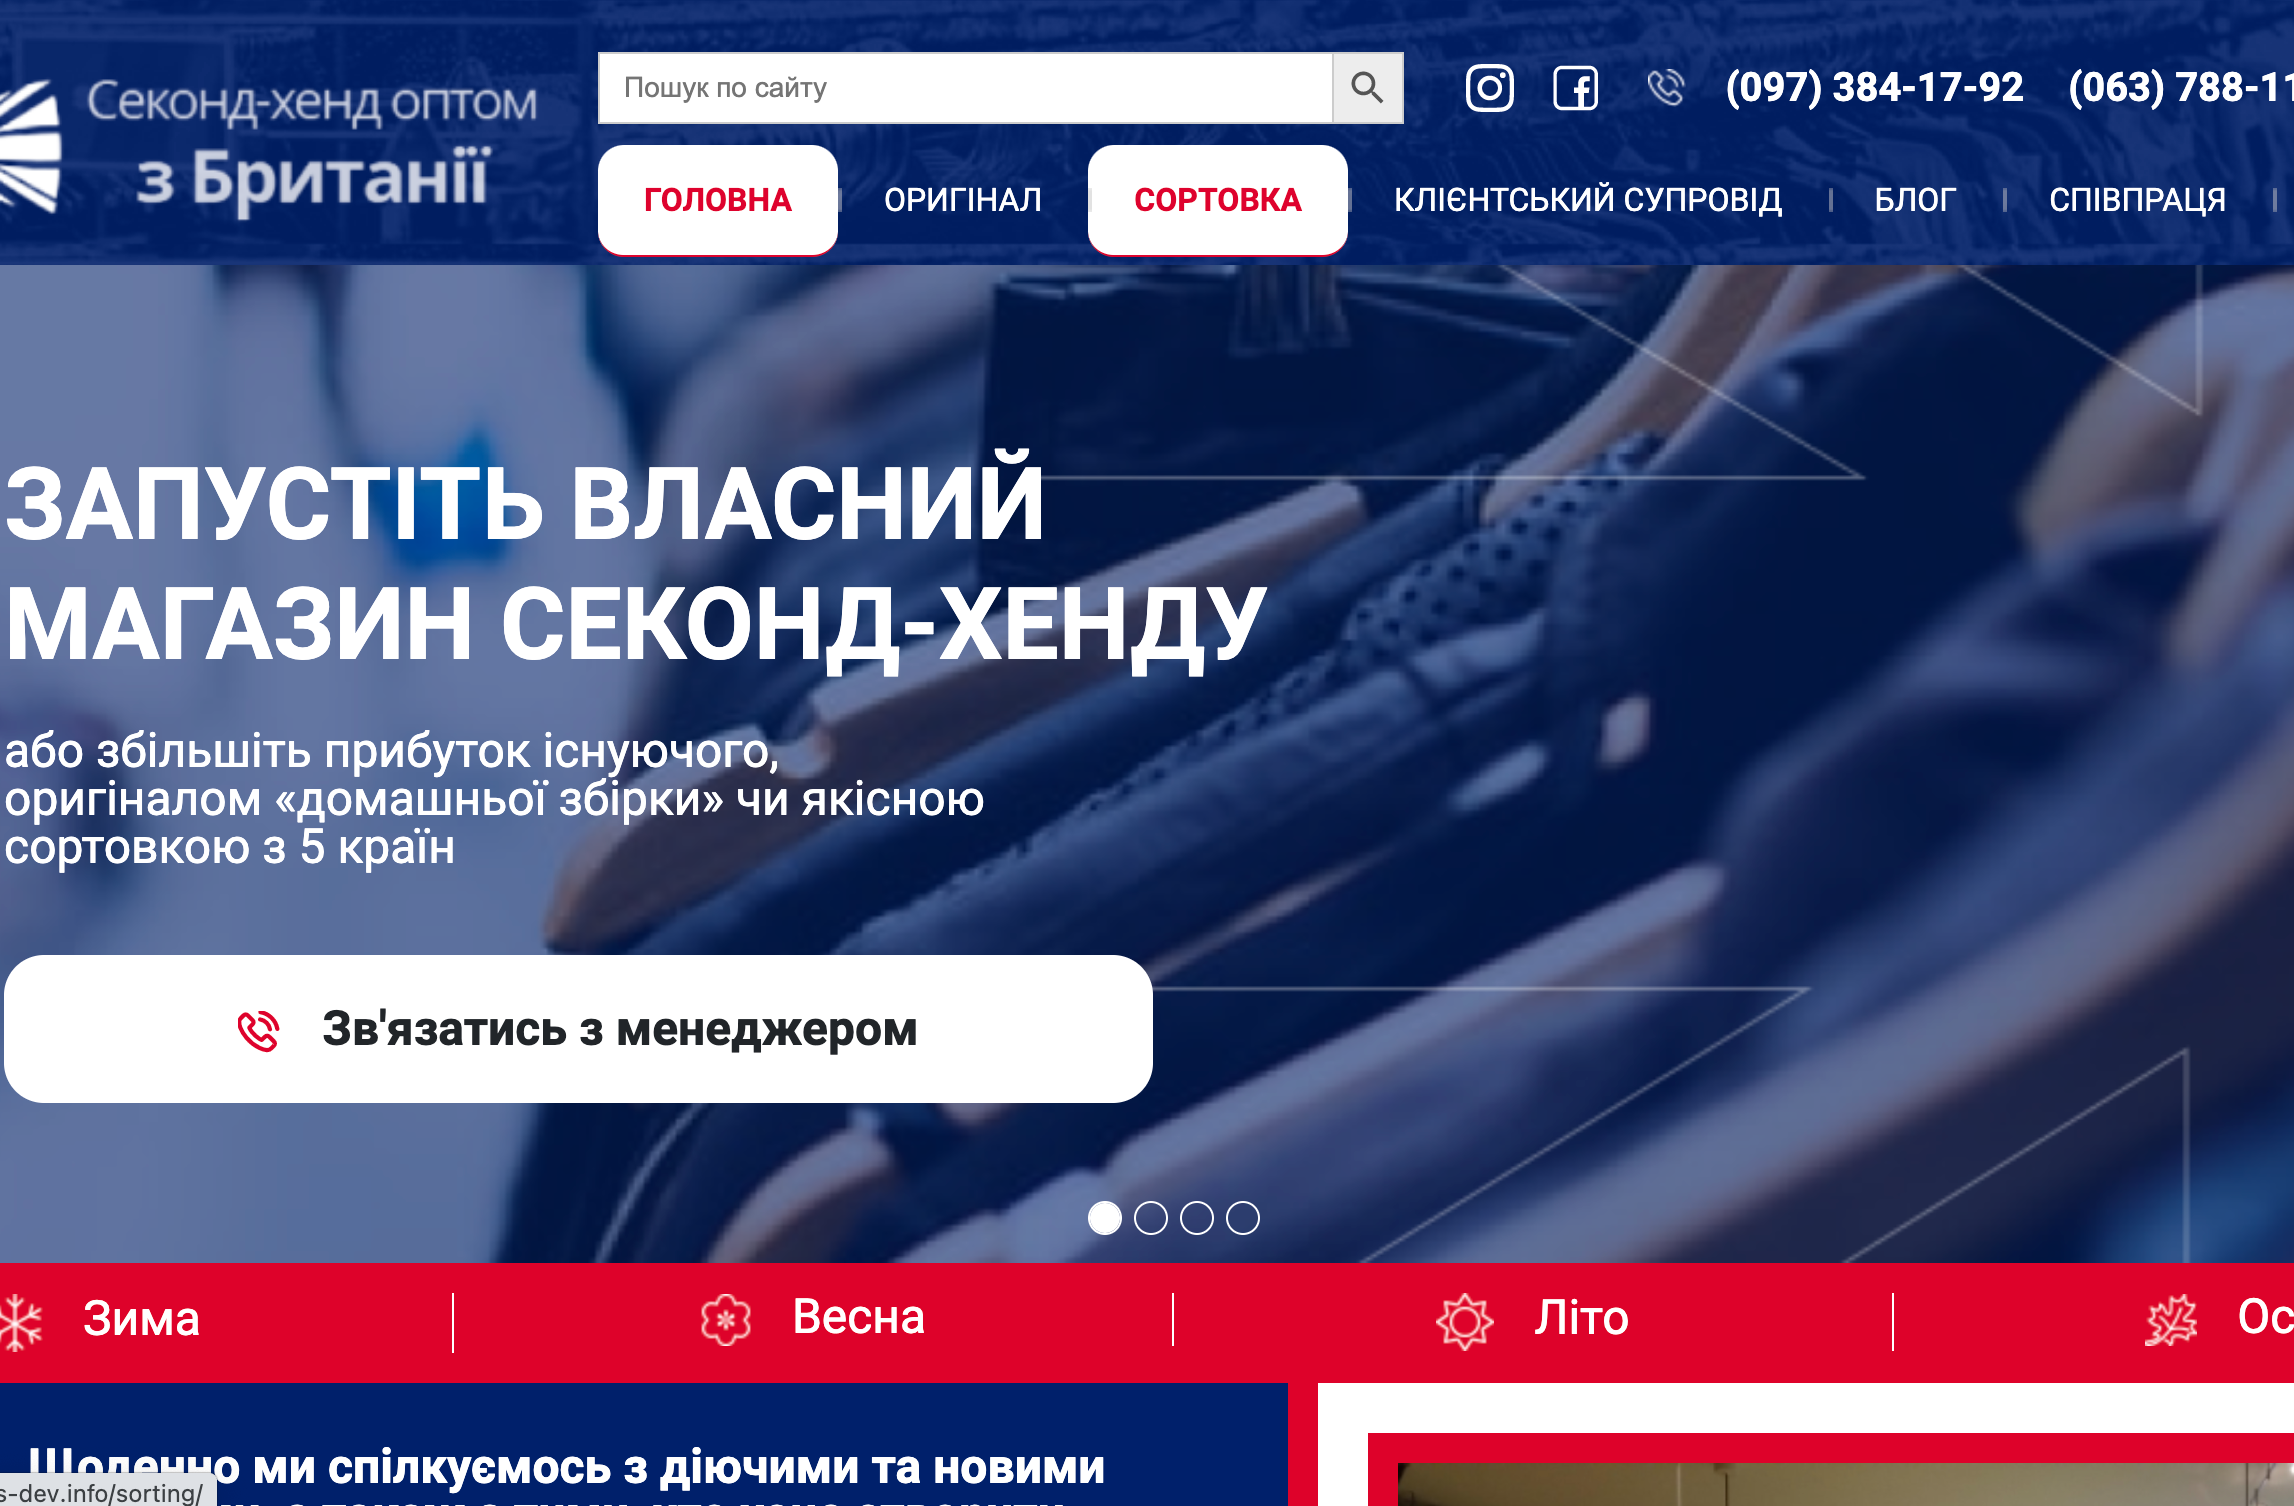 Секонд-хенд оптом
з Британії
Пошук по сайту
(097) 384-17-92 (063) 788-11
ГОЛОВНА
ОРИГІНАЛ
СОРТОВКА
КЛІЄНТСЬКИЙ СУПРОВІД
БЛОГ
СПІВПРАЦЯ
ЗАПУСТІТЬ ВЛАСНИЙ
МАГАЗИН СЕКОНД-ХЕНДУ
або збільшіть прибуток існуючого,
оригіналом «домашньої збірки» чи якісною
сортовкою з 5 країн
Зв'язатись з менеджером
Зима
Весна
Літо
Ос
Щоденно ми спілкуємось з діючими та новими
s-dev.info/sorting/